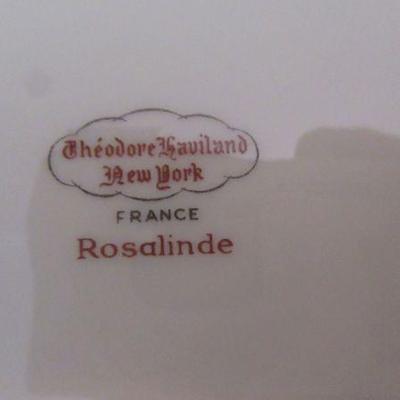 Théodore Haviland
New York
FRANCE
Rosalinde